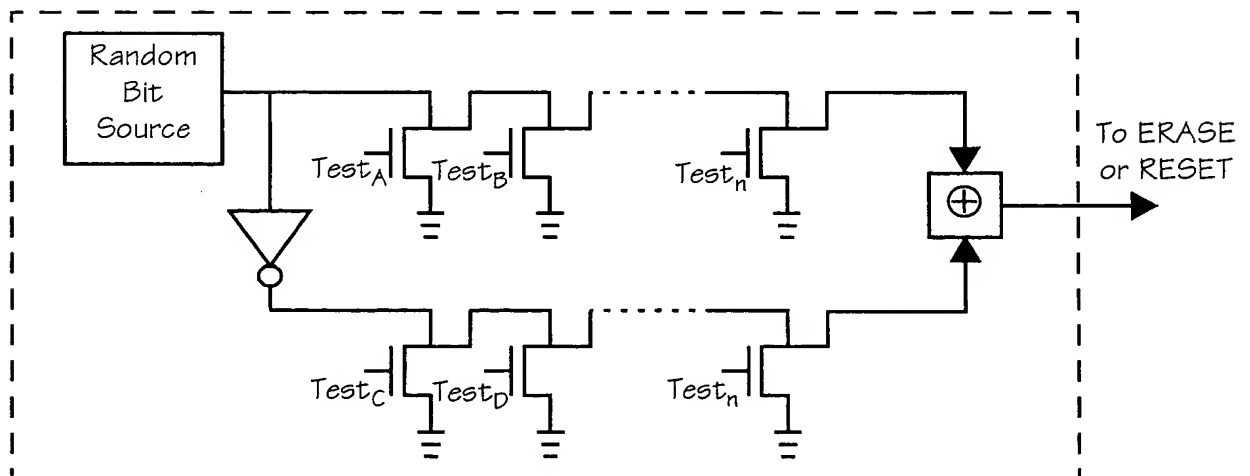 Random
Bit
Source
Test_A
Test_B
Test_n
To ERASE
or RESET
Test_C
Test_D
Test_n